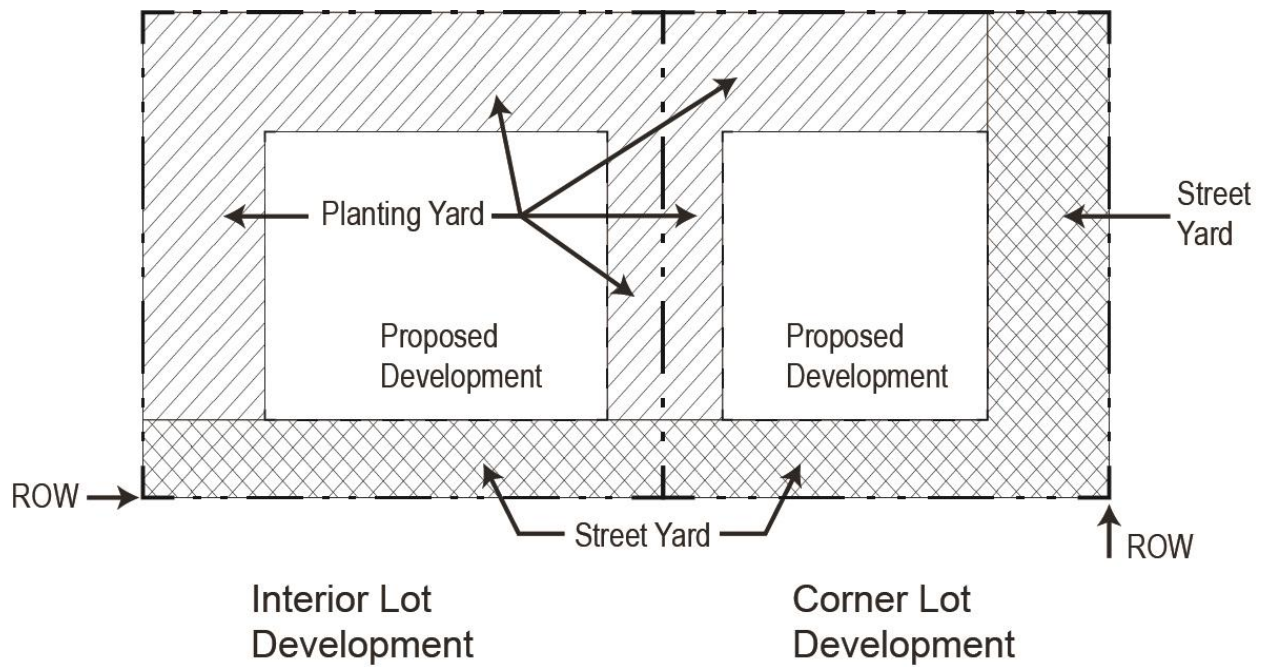 Planting Yard
Street
Yard
Proposed
Development
Proposed
Development
ROW
Street Yard
ROW
Interior Lot
Development
Corner Lot
Development